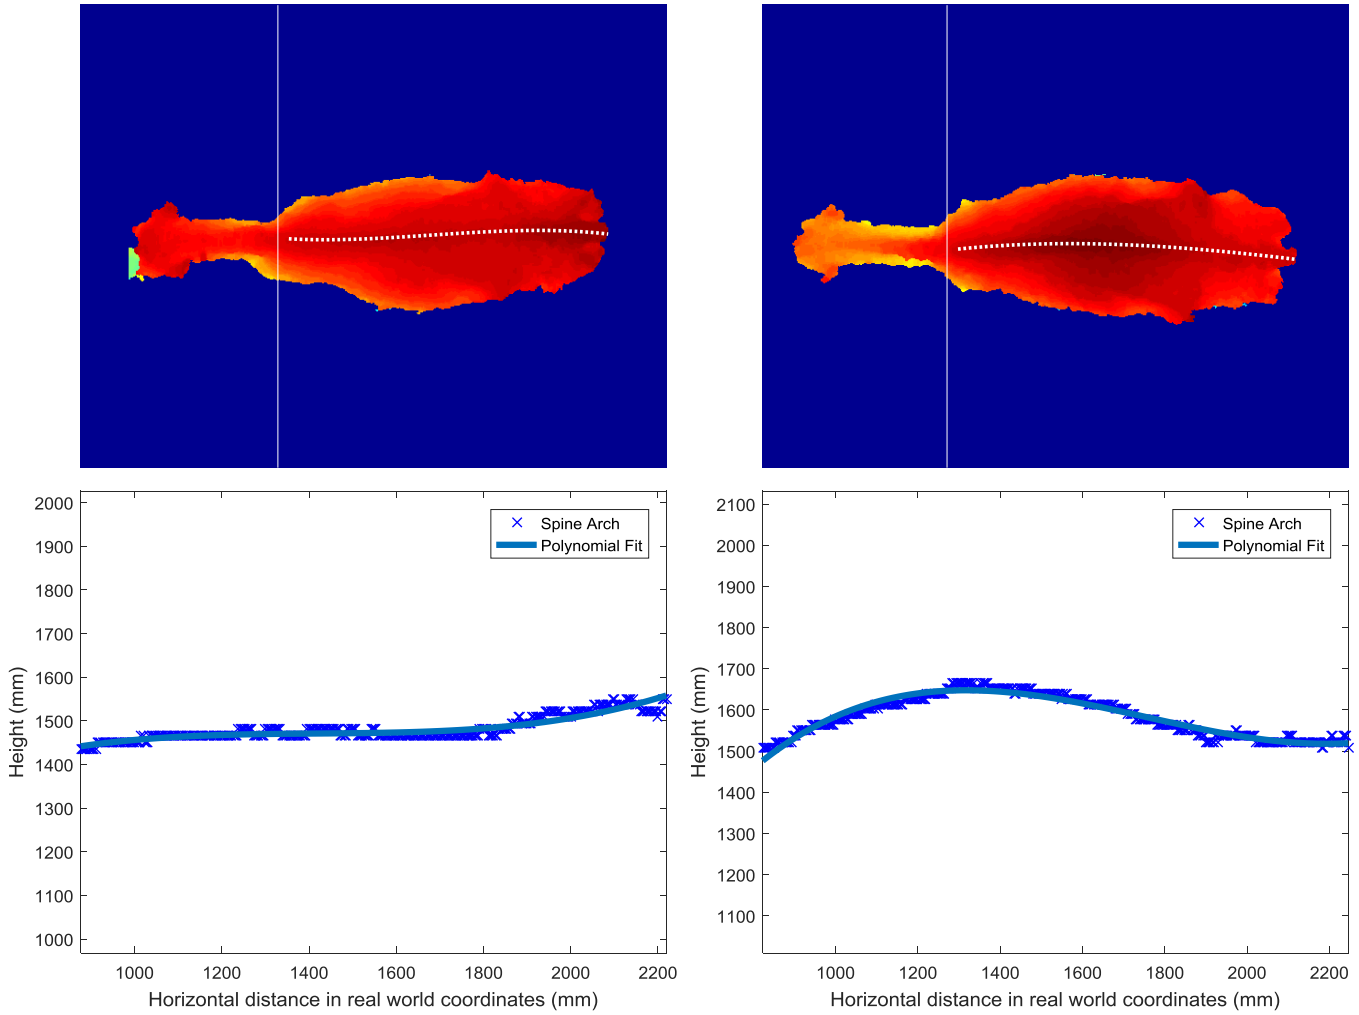 2000
1900
1800
1700
1600
1500
1400
1300
1200
1100
1000
Height (mm)
Spine Arch
Polynomial Fit
1000 1200 1400 1600 1800 2000 2200
Horizontal distance in real world coordinates (mm)
2100
2000
1900
1800
1700
1600
1500
1400
1300
1200
1100
Height (mm)
Spine Arch
Polynomial Fit
1000 1200 1400 1600 1800 2000 2200
Horizontal distance in real world coordinates (mm)